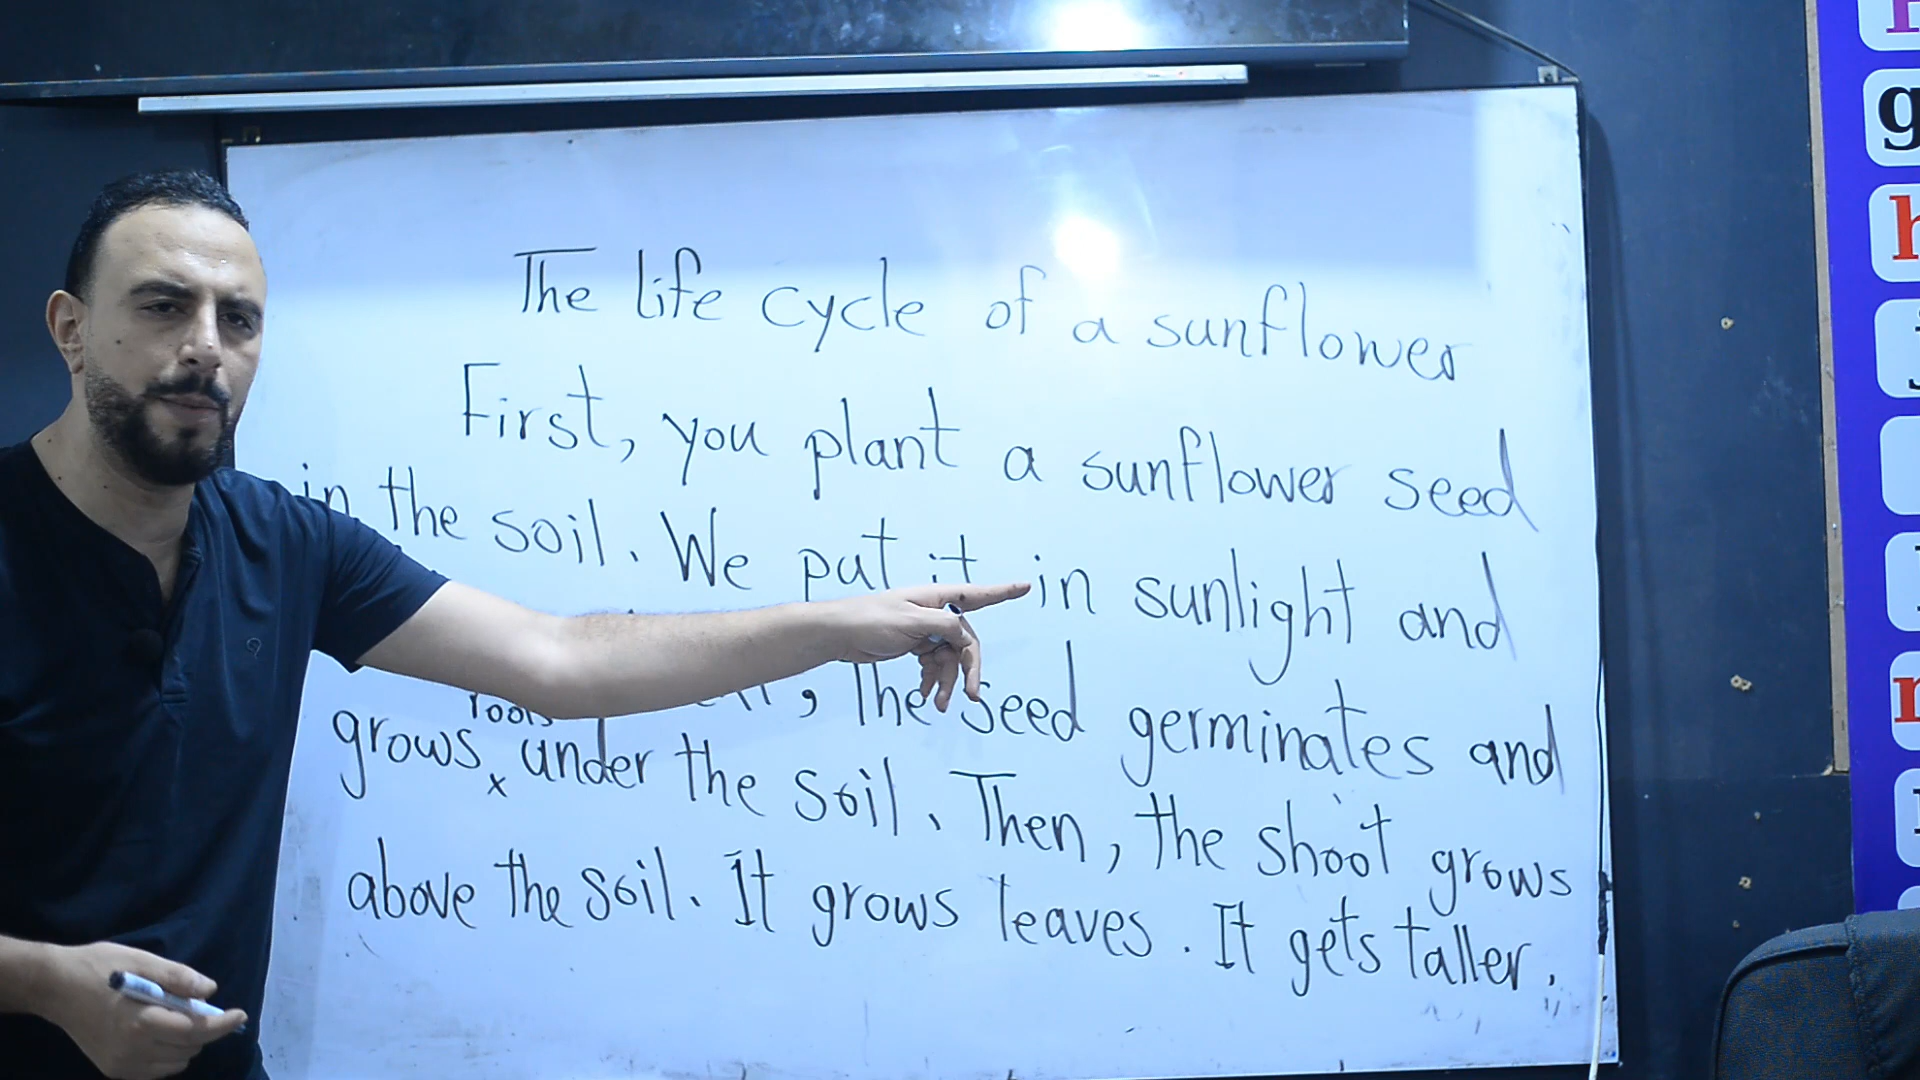 The life cycle of a sunflower
First, you plant a sunflower seed
in the soil. We put it in sunlight and
, the seed germinates and
roots
grows x under the soil. Then, the shoot grows
above the soil. It grows leaves. It gets taller.
g
h